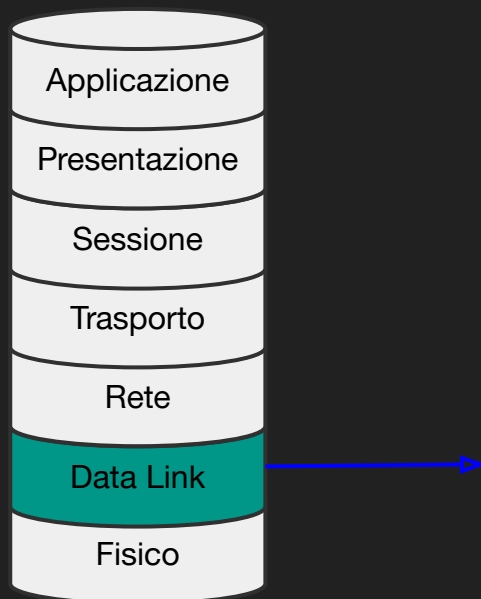 Applicazione
Presentazione
Sessione
Trasporto
Rete
Data Link
Fisico